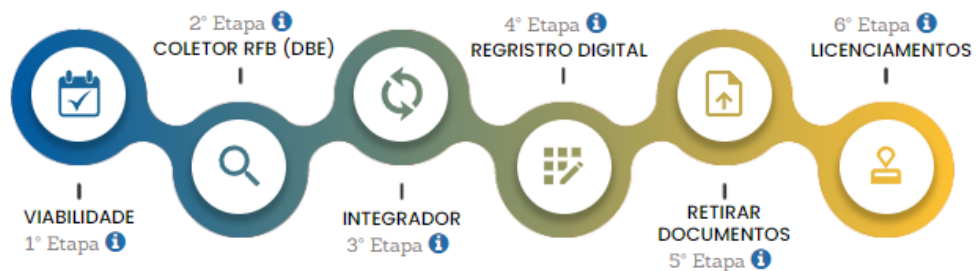 VIABILIDADE
1° Etapa
2° Etapa
COLETOR RFB (DBE)
INTEGRADOR
3° Etapa
4° Etapa
REGRISTRO DIGITAL
RETIRAR
DOCUMENTOS
5° Etapa
6° Etapa
LICENCIAMENTOS